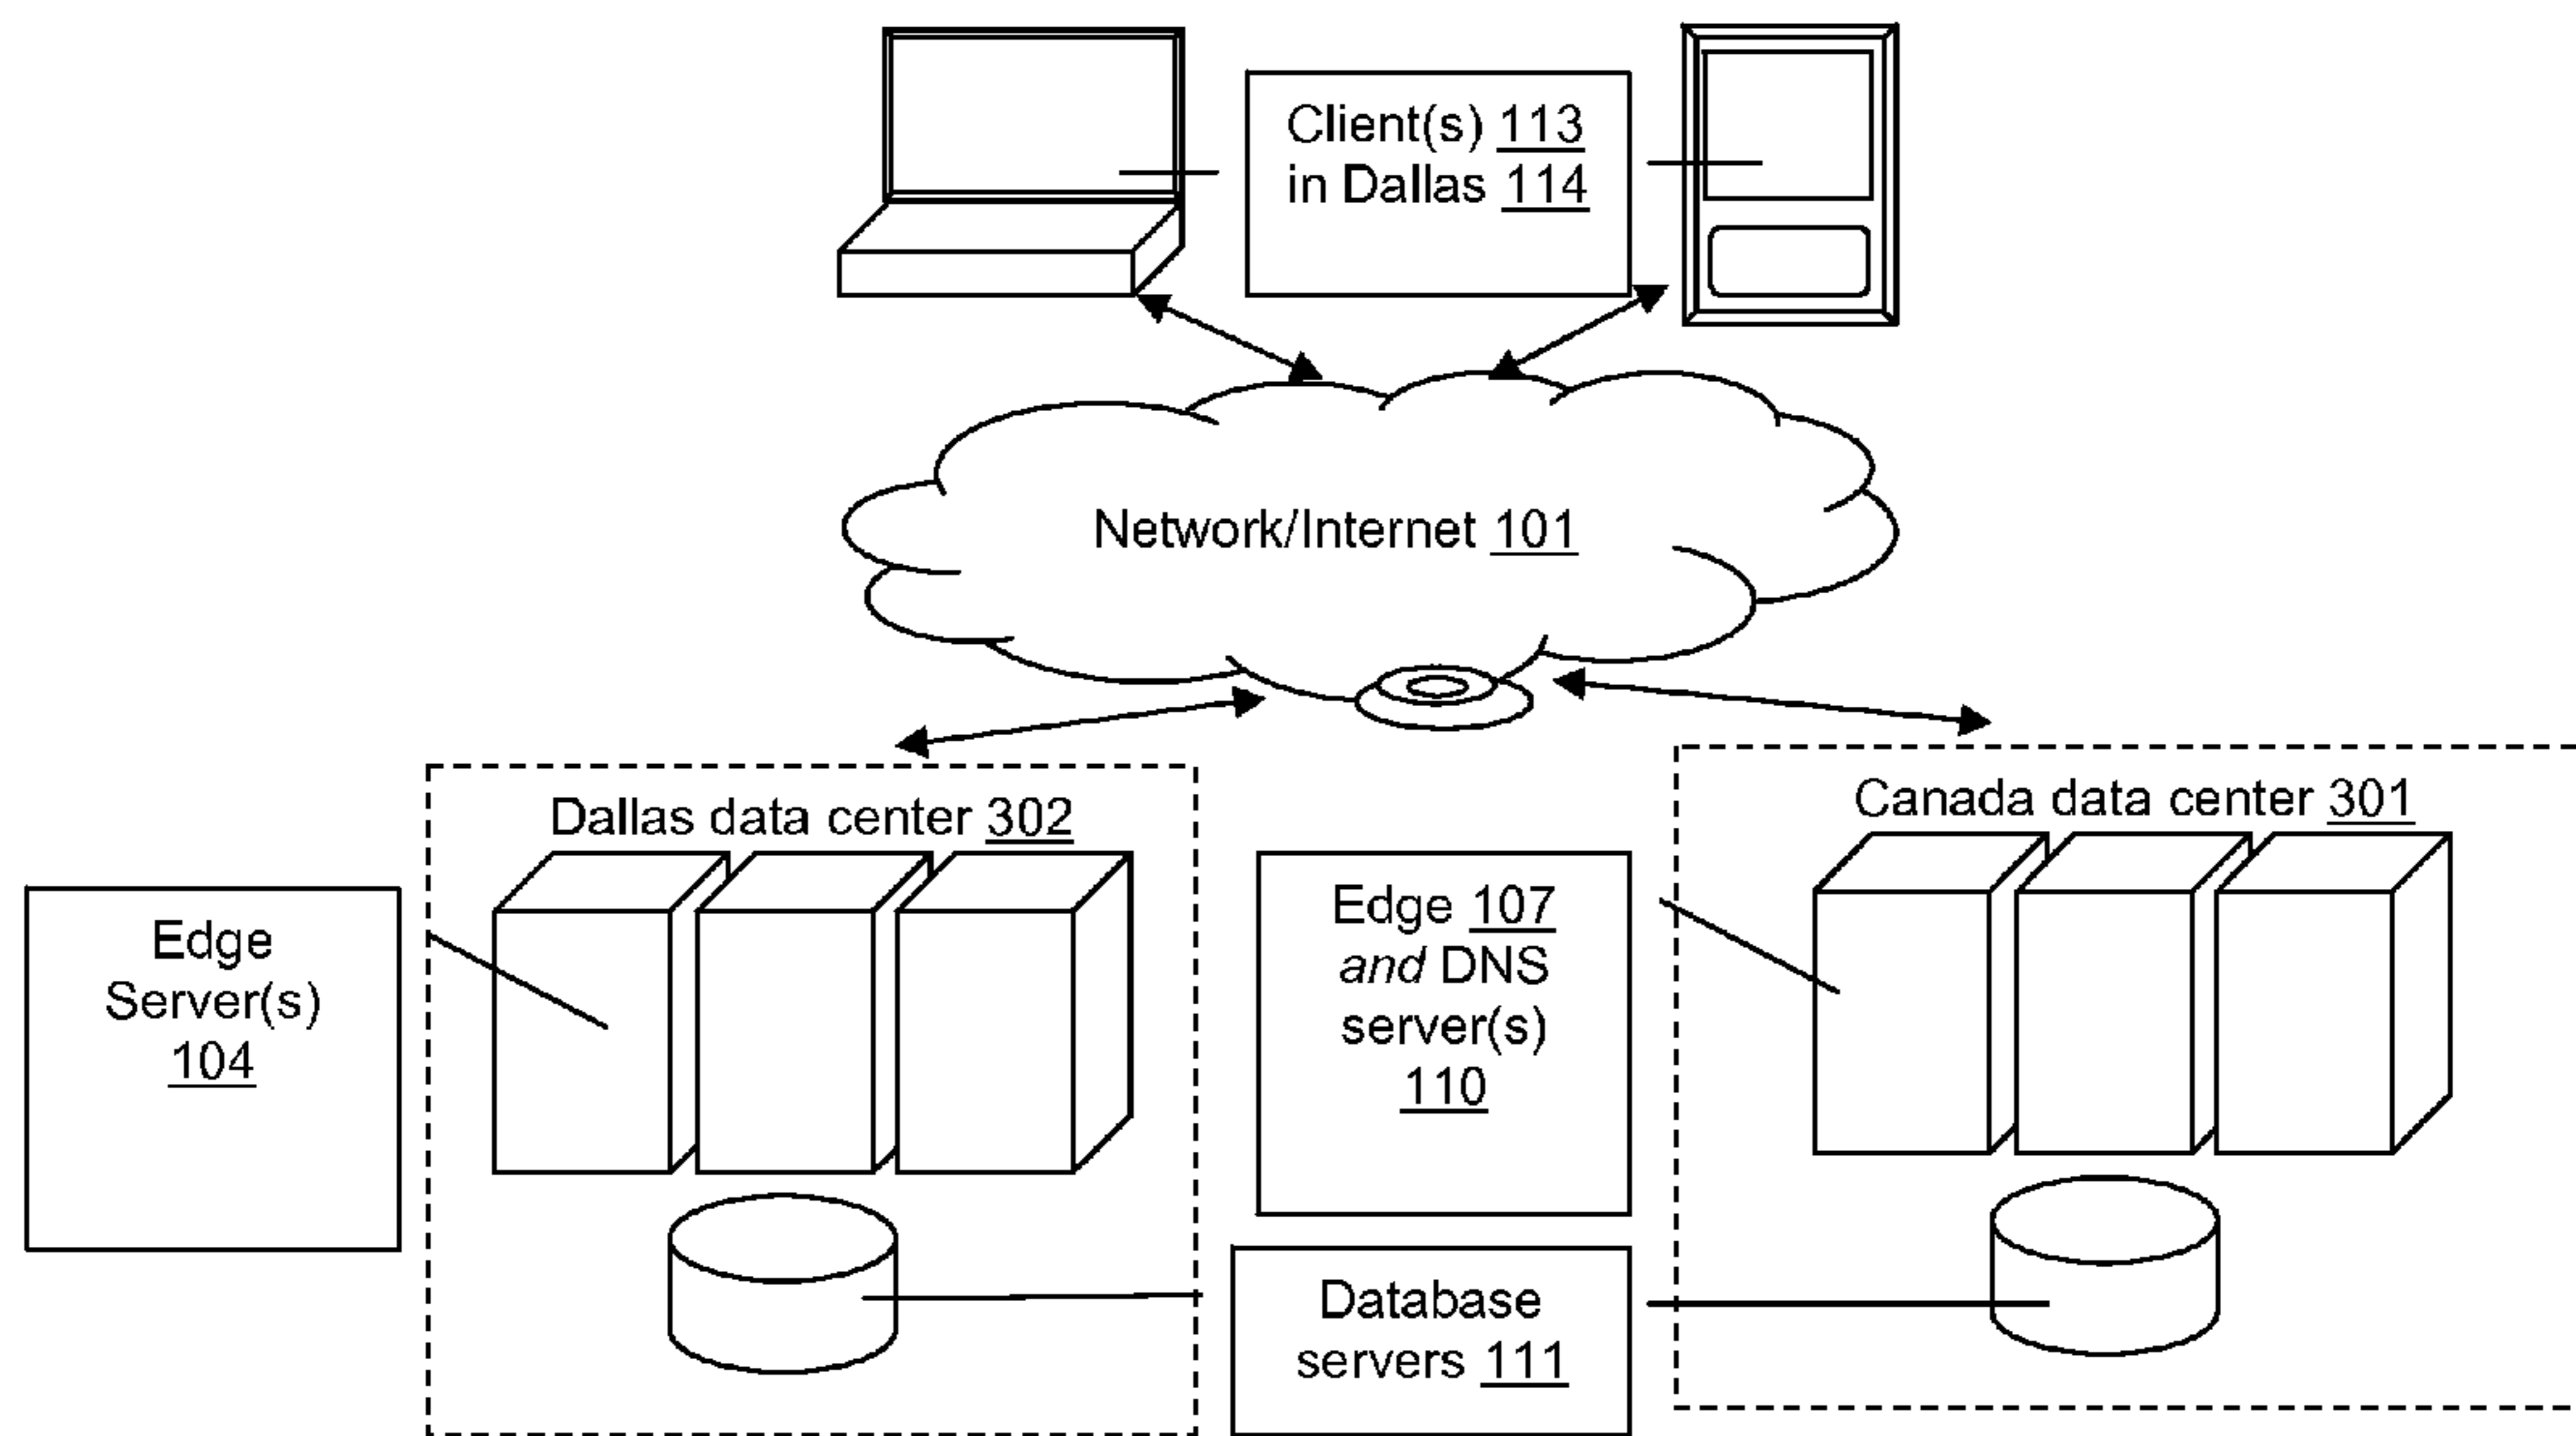 Client(s) 113
in Dallas 114
Network/Internet 101
Dallas data center 302
Canada data center 301
Edge
Server(s)
104
Edge 107
and DNS
server(s)
110
Database
servers 111